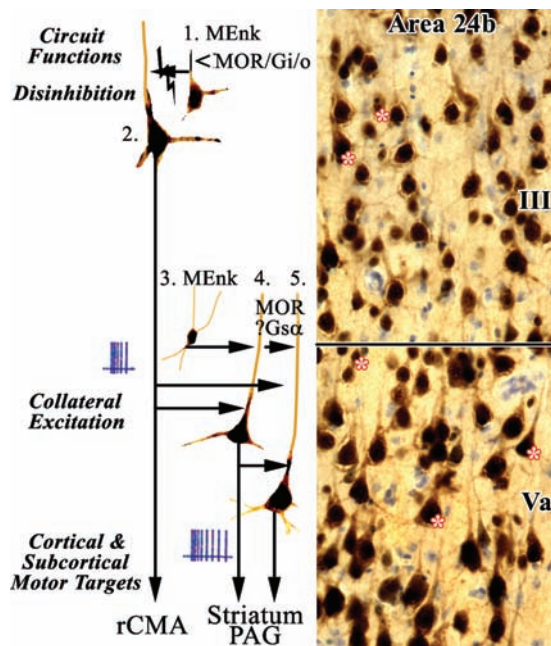 Circuit
Functions
Disinhibition
1. MEnk
<MOR/Gi/o
2.
3. MEnk
4.
5.
MOR
?Gsα
Collateral
Excitation
Cortical &
Subcortical
Motor Targets
rCMA
Striatum
PAG
Area 24b
III
Va